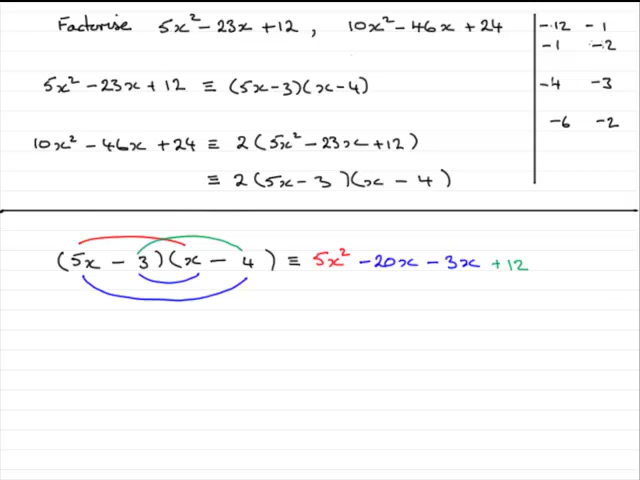 Factorise 5x² - 23x + 12 , 10x² - 46x + 24
5x² - 23x + 12 ≡ (5x - 3)(x - 4)
10x² - 46x + 24 ≡ 2(5x² - 23x + 12)
≡ 2(5x - 3)(x - 4)
-12 -1
-1 -12
-4 -3
-6 -2
(5x - 3)(x - 4) ≡ 5x² - 20x - 3x + 12